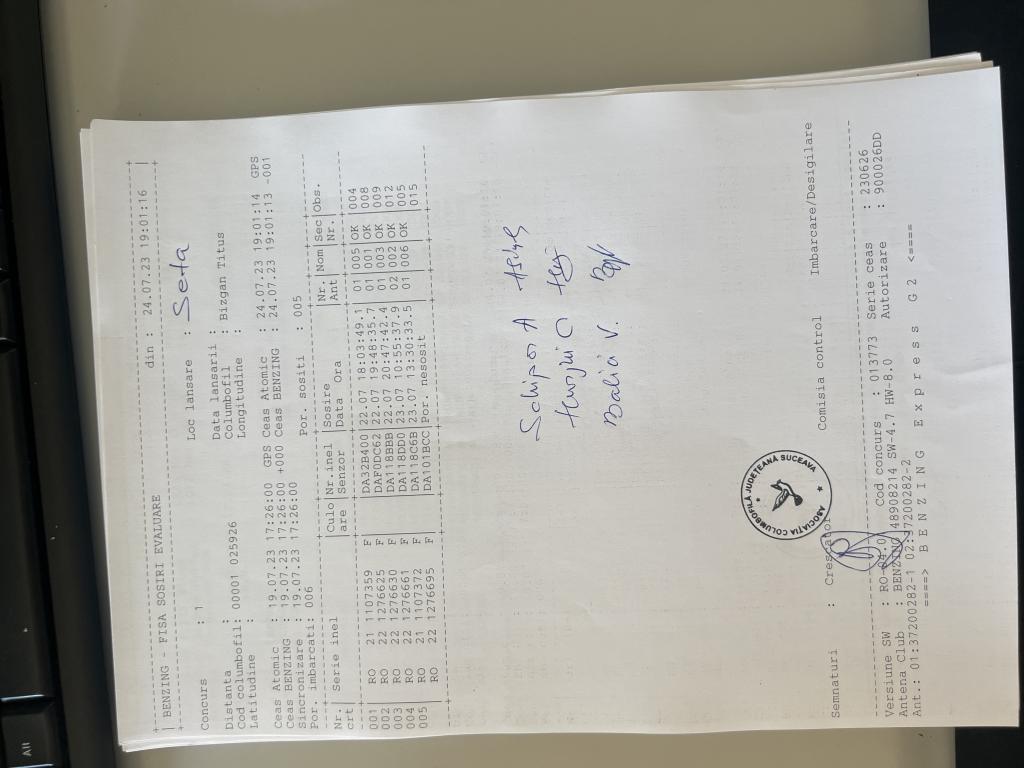 | BENZING - FISA SOSIRI EVALUARE din : 24.07.23 19:01:16 |
Concurs : 1 Loc lansare : Seta
Distanta : Data lansarii :
Cod columbofil: 00001 025926 Columbofil : Bizgan Titus
Latitudine : Longitudine :
Ceas Atomic : 19.07.23 17:26:00 GPS Ceas Atomic : 24.07.23 19:01:14 GPS
Ceas BENZING : 19.07.23 17:26:00 +000 Ceas BENZING : 24.07.23 19:01:13 -001
Sincronizare : 19.07.23 17:26:00
Por. imbarcati: 006 Por. sositi : 005
Nr. | Serie inel |Culo|Nr.inel |Sosire |Nr.|Nom|Sec|Obs.
crt | |are |Senzor |Data Ora |Ant| |Nr.|
001 | RO 21 1107359 F | |DA32B400|22.07 18:03:49.1|01|005|OK |004
002 | RO 22 1276625 F | |DAF0DC62|22.07 19:48:35.7|01|001|OK |008
003 | RO 22 1276630 F | |DA118BBB|22.07 20:47:42.4|01|003|OK |009
004 | RO 22 1276661 F | |DA118DD0|23.07 10:55:37.9|02|002|OK |012
005 | RO 21 1107372 F | |DA118C6B|23.07 13:30:33.5|01|006|OK |005
RO 22 1276695 F | |DA101BCC|Por. nesosit | | | |015
Schipor A
Balia V.
ASOCIATIA COLUMBOFILA JUDETEANA SUCEAVA
Semnaturi : Crescator Comisia control Imbarcare/Desigilare
Versiune SW : Cod concurs : 013773 Serie ceas : 230626
Antena Club : BENZING 48908214 SW-4.7 HW-8.0 Autorizare : 900026DD
Ant.: 01:37200282-1 02:37200282-2
====> B E N Z I N G E x p r e s s G 2 <====
All